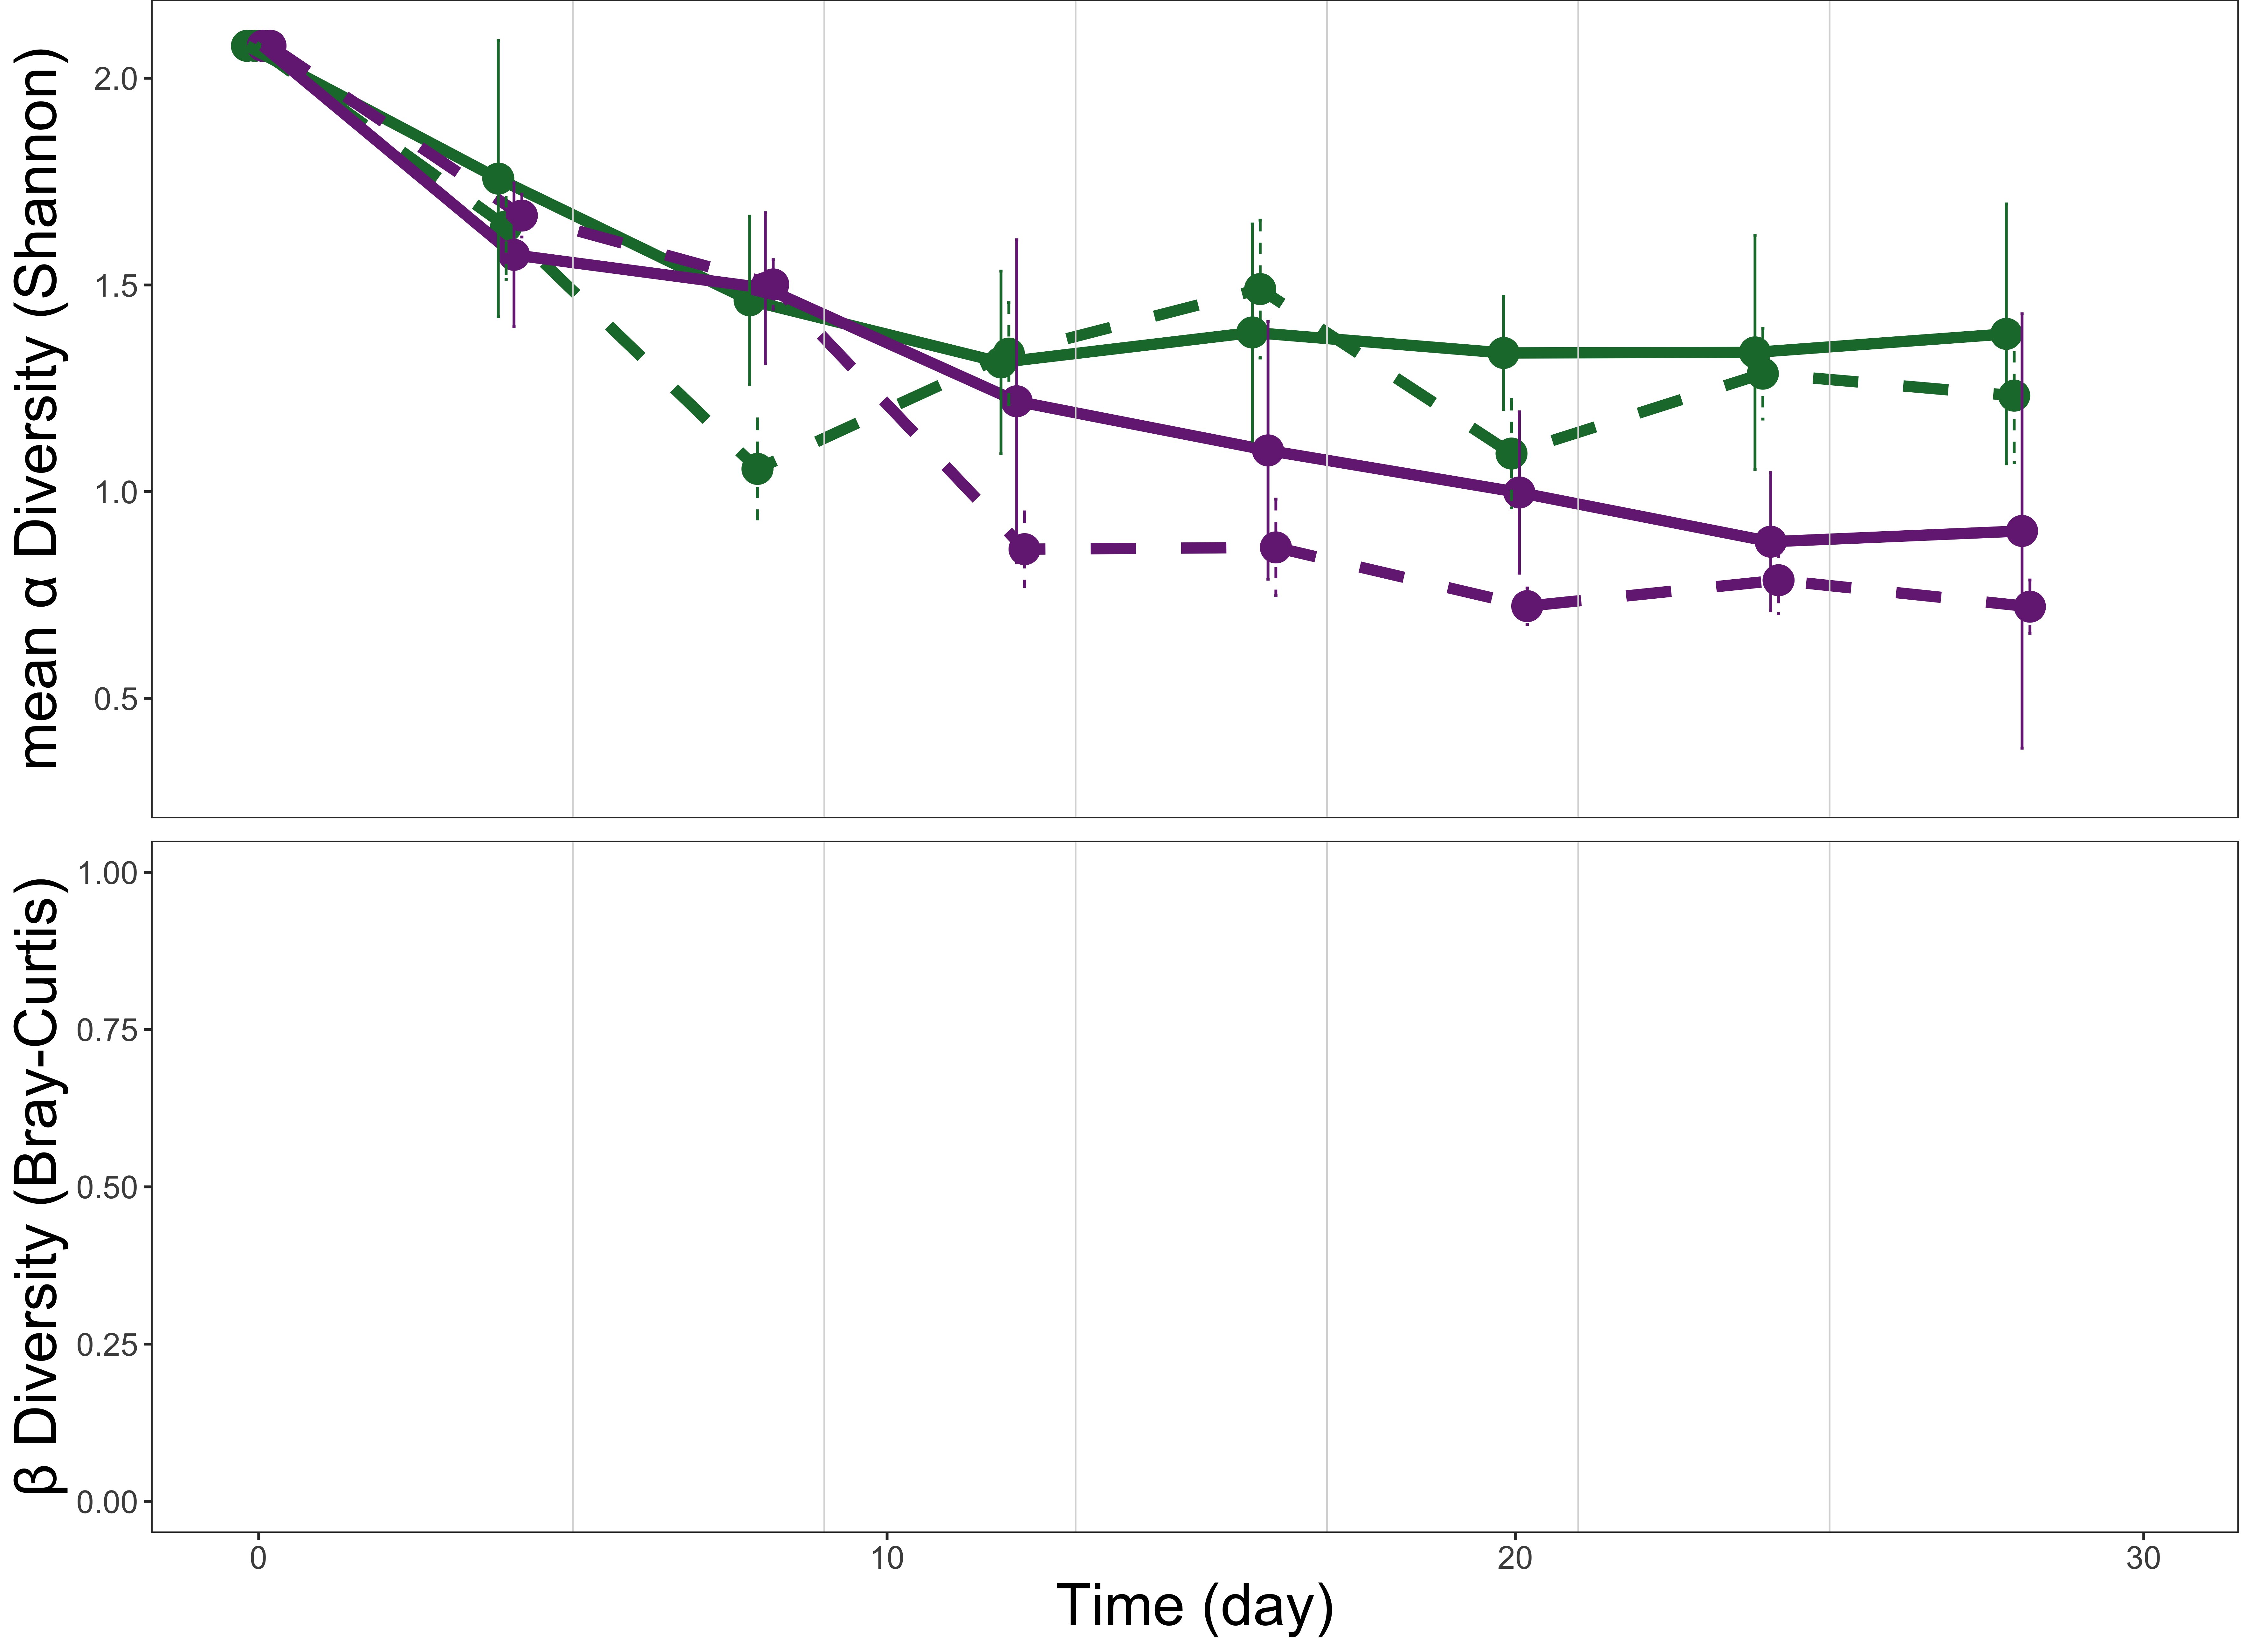 mean α Diversity (Shannon)
2.0
1.5
1.0
0.5
β Diversity (Bray-Curtis)
1.00
0.75
0.50
0.25
0.00
0 10 20 30
Time (day)